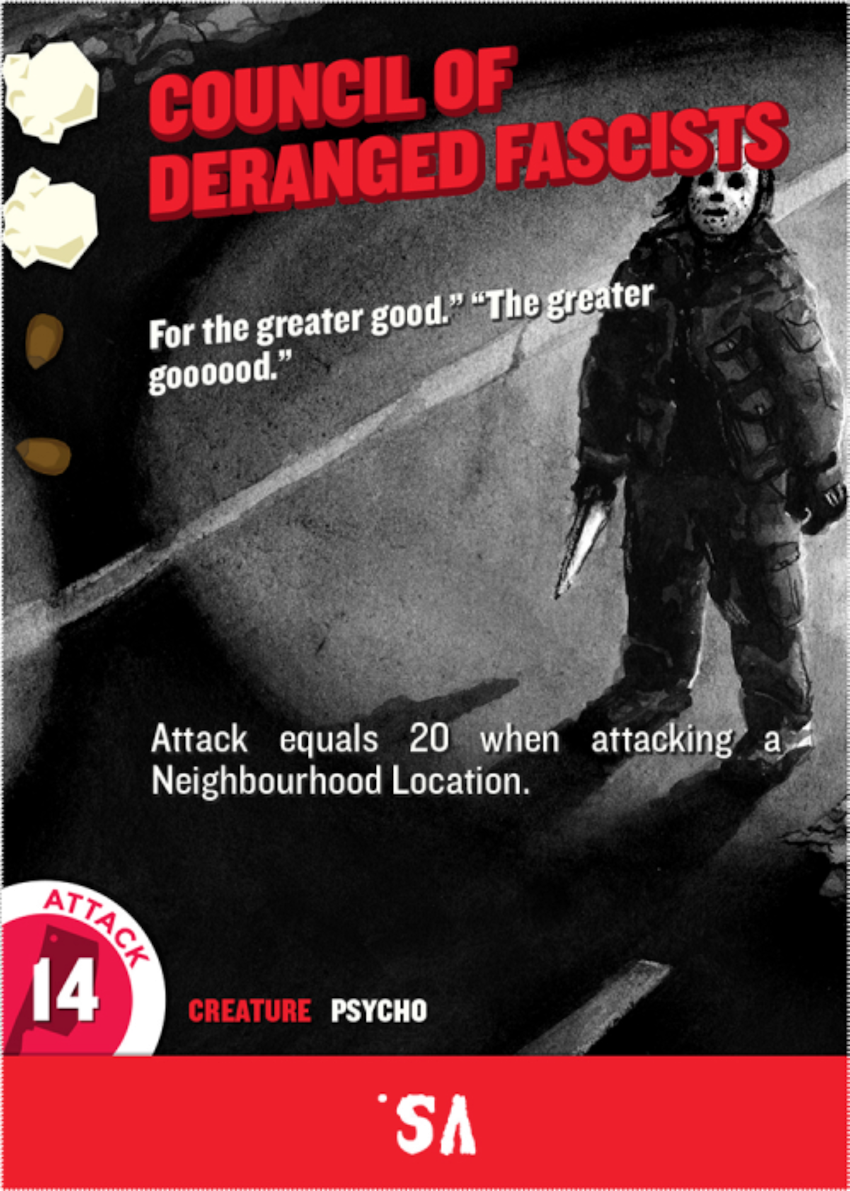 COUNCIL OF
DERANGED FASCISTS
For the greater good.” “The greater
goooood.”
Attack equals 20 when attacking a
Neighbourhood Location.
ATTACK
14
CREATURE PSYCHO
VS.